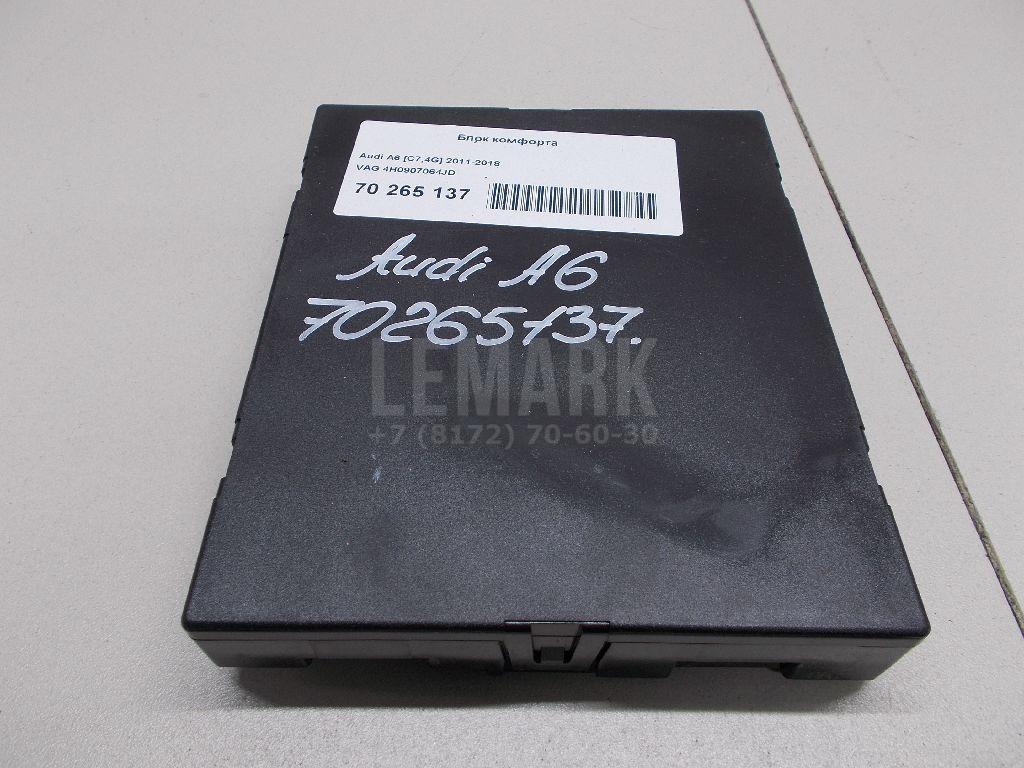 Блок комфорта
Audi A6 [C7,4G] 2011-2018
VAG 4H0907064JD
70 265 137
Audi A6
70265137.
LEMARK
+7 (8172) 70-60-30